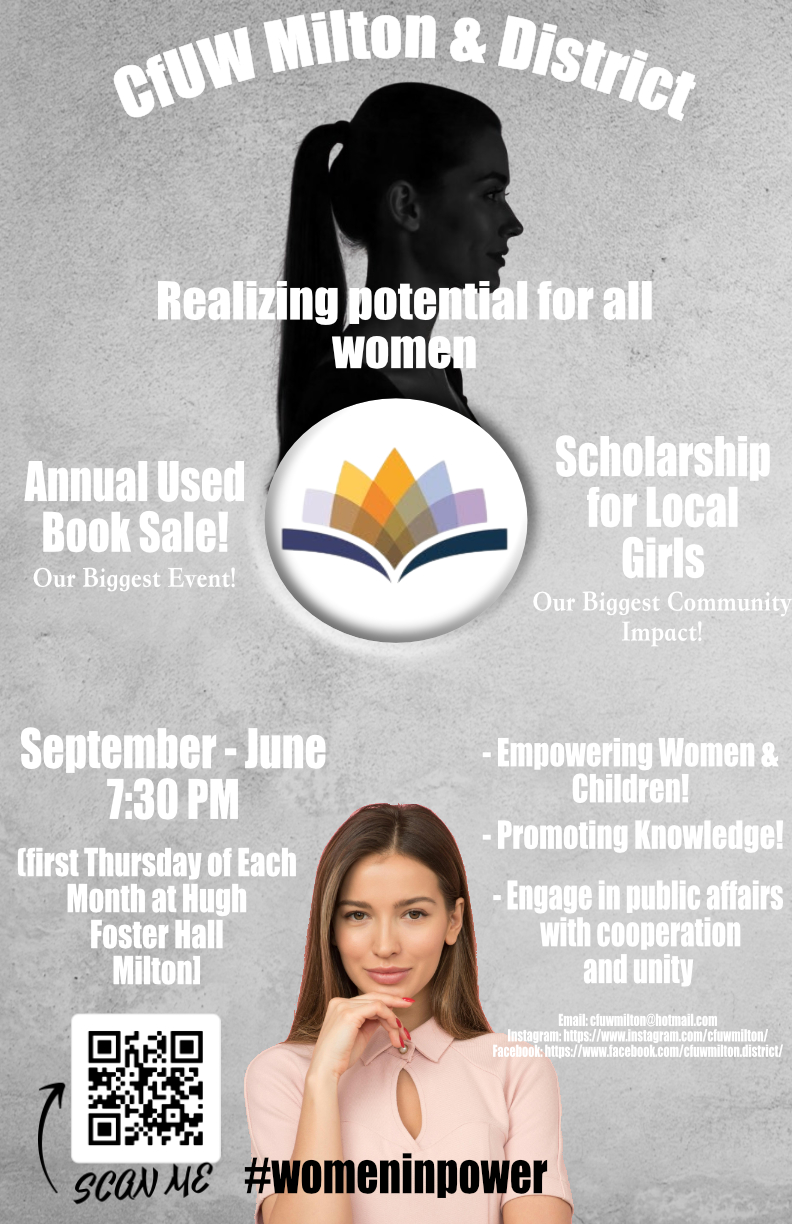 CfUW Milton & District
Realizing potential for all
women
Annual Used
Book Sale!
Our Biggest Event!
Scholarship
for Local
Girls
Our Biggest Community
Impact!
September - June
7:30 PM
(first Thursday of Each
Month at Hugh
Foster Hall
Milton]
- Empowering Women &
Children!
- Promoting Knowledge!
- Engage in public affairs
with cooperation
and unity
Email: cfuwmilton@hotmail.com
Instagram: https://www.instagram.com/cfuwmilton/
Facebook: https://www.facebook.com/cfuwmilton.district/
SCAN ME
#womeninpower